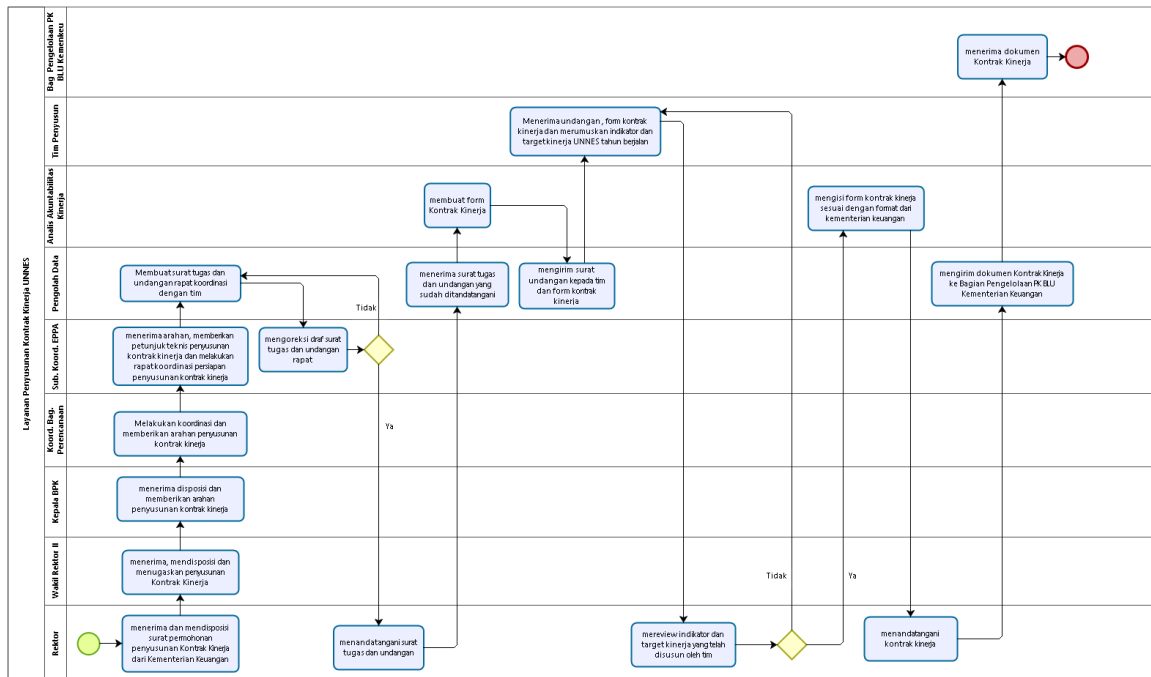 Layanan Penyusunan Kontrak Kinerja UNNES
Bag Pengelolaan PK
BLU Kemenkeu
menerima dokumen
Kontrak Kinerja
Tim Penyusun
Menerima undangan , form kontrak
kinerja dan merumuskan indikator dan
target kinerja UNNES tahun berjalan
Analis Akuntabilitas
Kinerja
membuat form
Kontrak Kinerja
mengisi form kontrak kinerja
sesuai dengan format dari
kementerian keuangan
Pengolah Data
Membuat surat tugas dan
undangan rapat koordinasi
dengan tim
menerima surat tugas
dan undangan yang
sudah ditandatangani
mengirim surat
undangan kepada tim
dan form kontrak
kinerja
mengirim dokumen Kontrak Kinerja
ke Bagian Pengelolaan PK BLU
Kementerian Keuangan
Tidak
Sub. Koord. EPPA
menerima arahan, memberikan
petunjuk teknis penyusunan
kontrak kinerja dan melakukan
rapat koordinasi persiapan
penyusunan kontrak kinerja
mengoreksi draf surat
tugas dan undangan
rapat
Koord. Bag.
Perencanaan
Melakukan koordinasi dan
memberikan arahan penyusunan
kontrak kinerja
Ya
Kepala BPK
menerima disposisi dan
memberikan arahan
penyusunan kontrak kinerja
Wakil Rektor II
menerima, mendisposisi dan
menugaskan penyusunan
Kontrak Kinerja
Tidak
Ya
Rektor
menerima dan mendisposisi
surat permohonan
penyusunan Kontrak Kinerja
dari Kementerian Keuangan
menandatangani surat
tugas dan undangan
mereview indikator dan
target kinerja yang telah
disusun oleh tim
menandatangani
kontrak kinerja